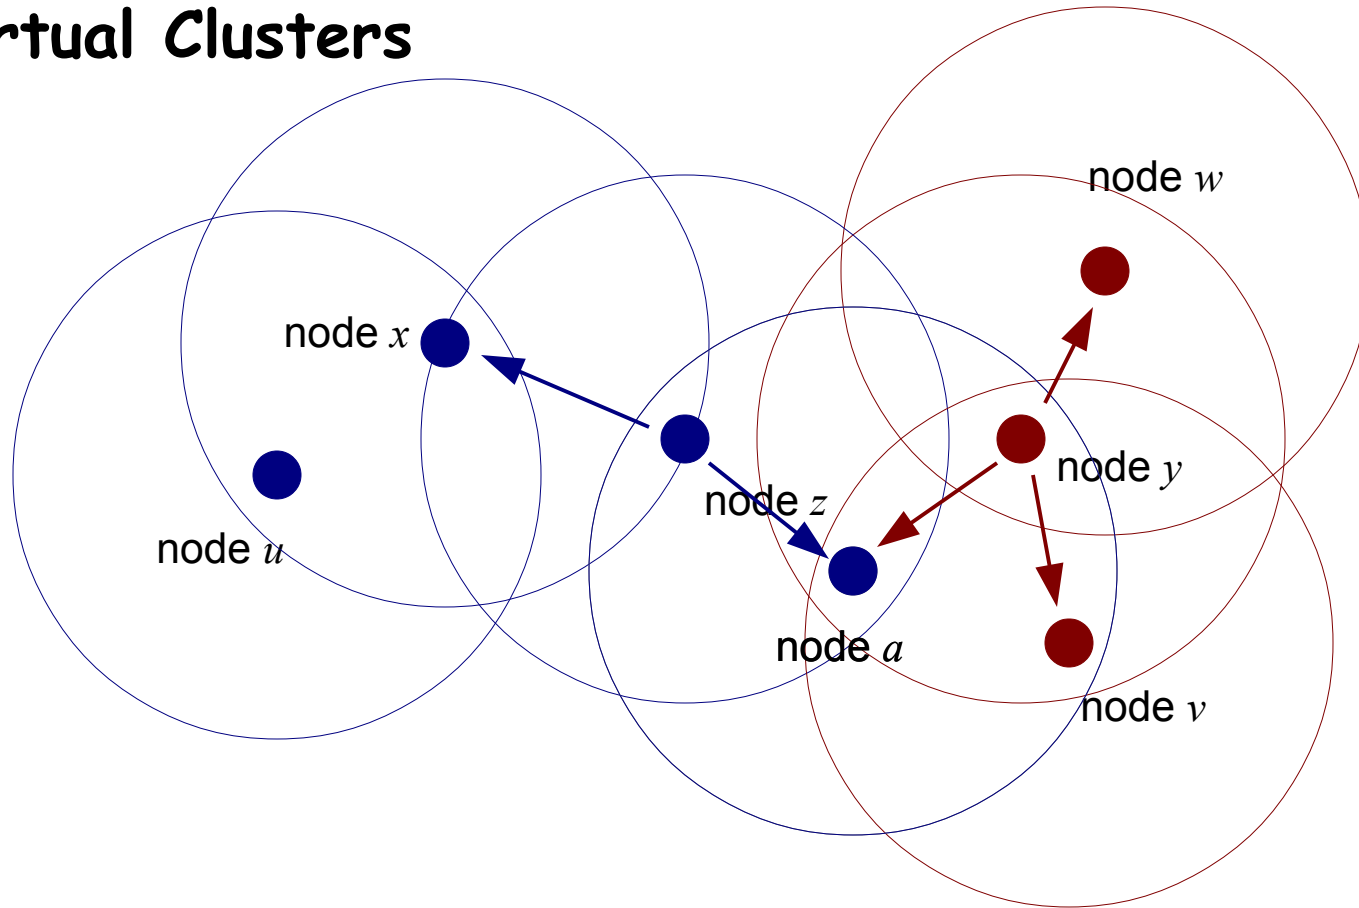 rtual Clusters
node w
node x
node y
node z
node u
node a
node v